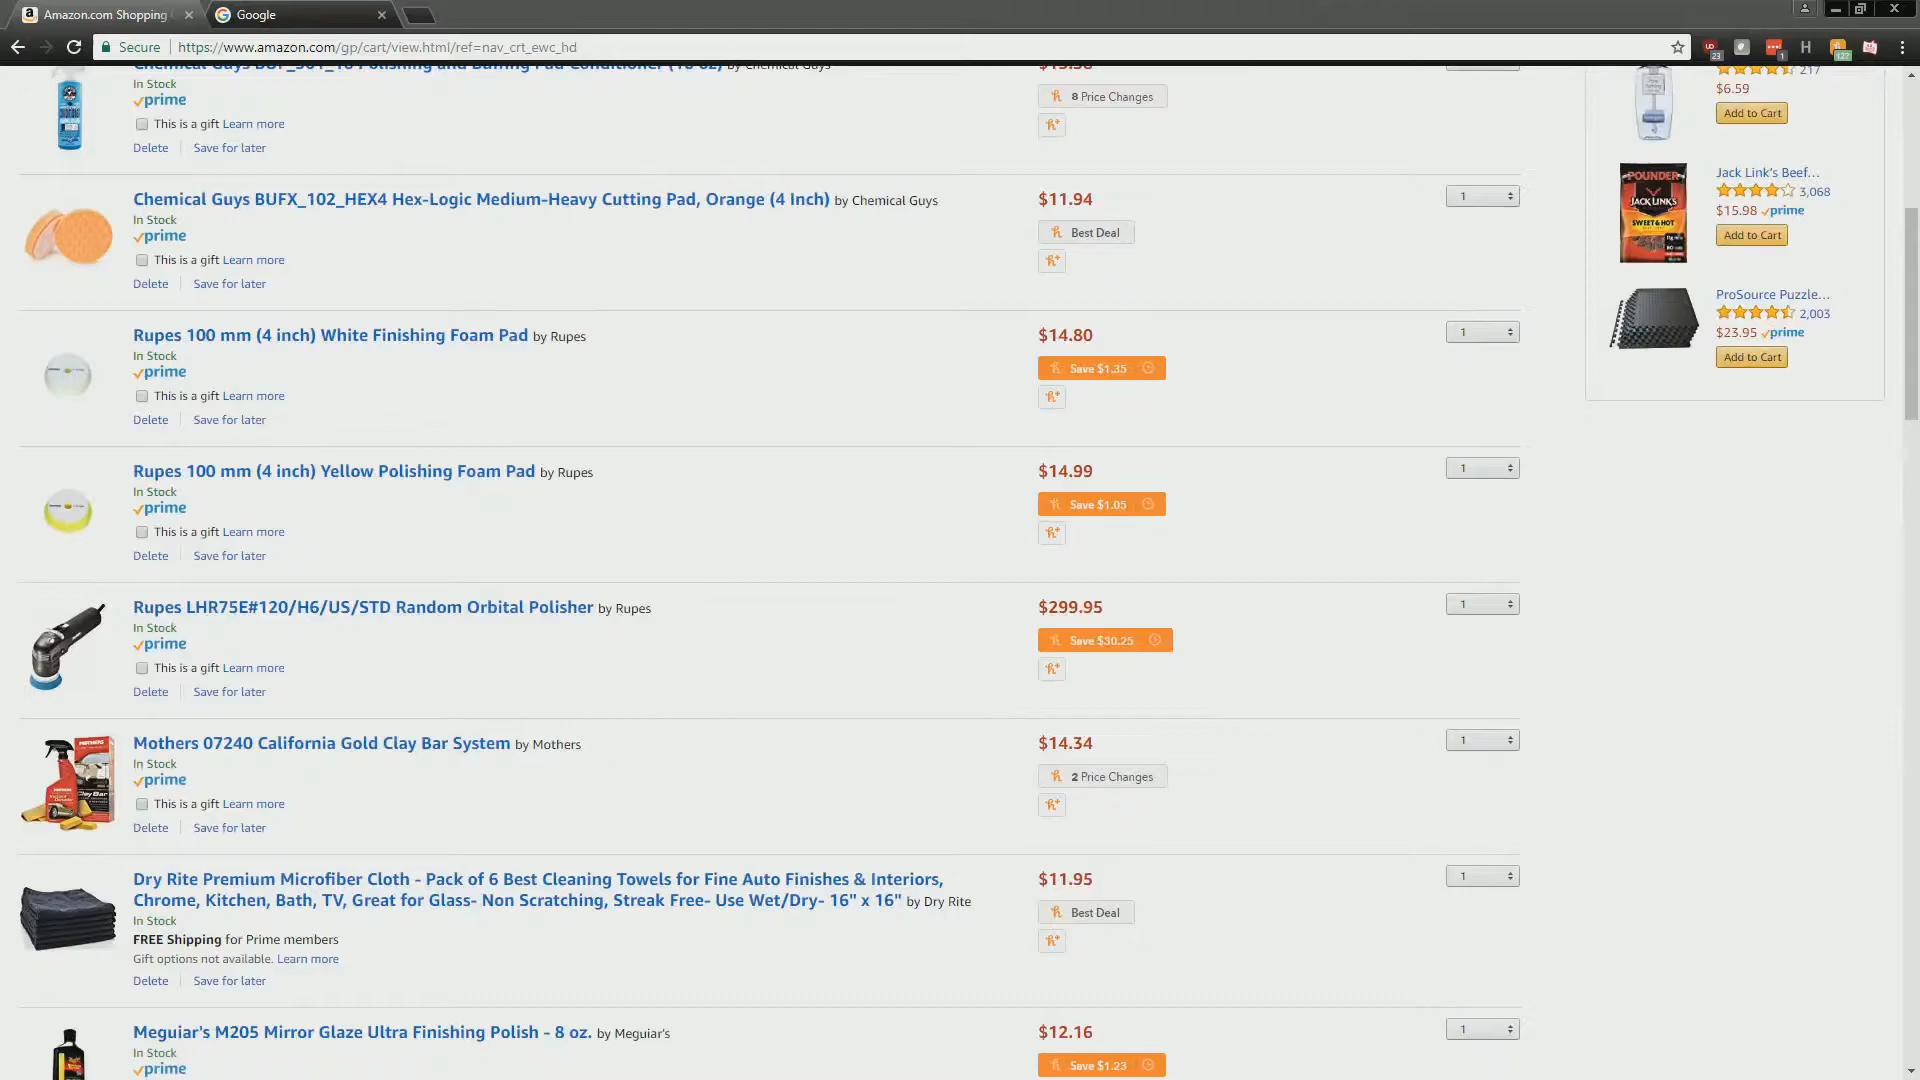 Amazon.com Shopping
Google
Secure
https://www.amazon.com/gp/cart/view.html/ref=nav_crt_ewc_hd
23
1
H
122
Chemical Guys BUF_301_16 Polishing and Buffing Pad Conditioner (16 oz) by Chemical Guys
In Stock
prime
This is a gift Learn more
Delete
Save for later
8 Price Changes
Chemical Guys BUFX_102_HEX4 Hex-Logic Medium-Heavy Cutting Pad, Orange (4 Inch) by Chemical Guys
In Stock
prime
This is a gift Learn more
Delete
Save for later
$11.94
Best Deal
1
Rupes 100 mm (4 inch) White Finishing Foam Pad by Rupes
In Stock
prime
This is a gift Learn more
Delete
Save for later
$14.80
Save $1.35
1
Rupes 100 mm (4 inch) Yellow Polishing Foam Pad by Rupes
In Stock
prime
This is a gift Learn more
Delete
Save for later
$14.99
Save $1.05
1
Rupes LHR75E#120/H6/US/STD Random Orbital Polisher by Rupes
In Stock
prime
This is a gift Learn more
Delete
Save for later
$299.95
Save $30.25
1
Mothers 07240 California Gold Clay Bar System by Mothers
In Stock
prime
This is a gift Learn more
Delete
Save for later
$14.34
2 Price Changes
1
Dry Rite Premium Microfiber Cloth - Pack of 6 Best Cleaning Towels for Fine Auto Finishes & Interiors,
Chrome, Kitchen, Bath, TV, Great for Glass- Non Scratching, Streak Free- Use Wet/Dry- 16" x 16" by Dry Rite
In Stock
FREE Shipping for Prime members
Gift options not available. Learn more
Delete
Save for later
$11.95
Best Deal
1
Meguiar's M205 Mirror Glaze Ultra Finishing Polish - 8 oz. by Meguiar's
In Stock
prime
$12.16
Save $1.23
1
217
$6.59
Add to Cart
POUNDER
JACK LINK'S
SWEET & HOT
Jack Link's Beef...
3,068
$15.98 prime
Add to Cart
ProSource Puzzle...
2,003
$23.95 prime
Add to Cart